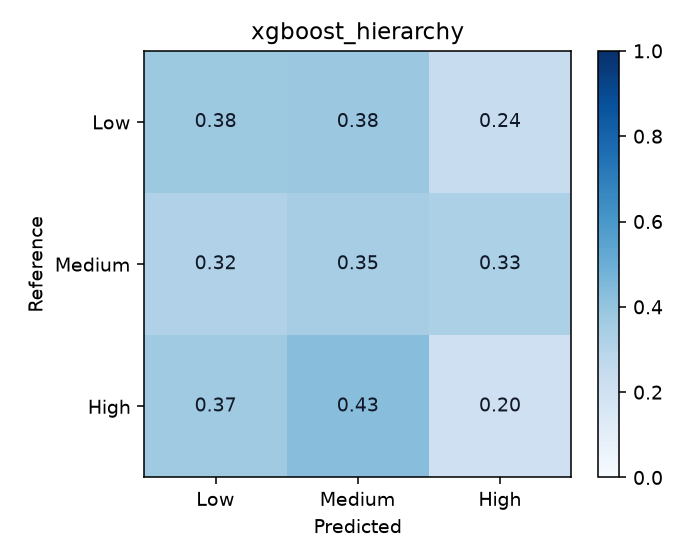 xgboost_hierarchy
1.0
Low 0.38 0.38 0.24
0.8
0.6
Reference
Medium 0.32 0.35 0.33
0.4
High 0.37 0.43 0.20
0.2
0.0
Low Medium High
Predicted